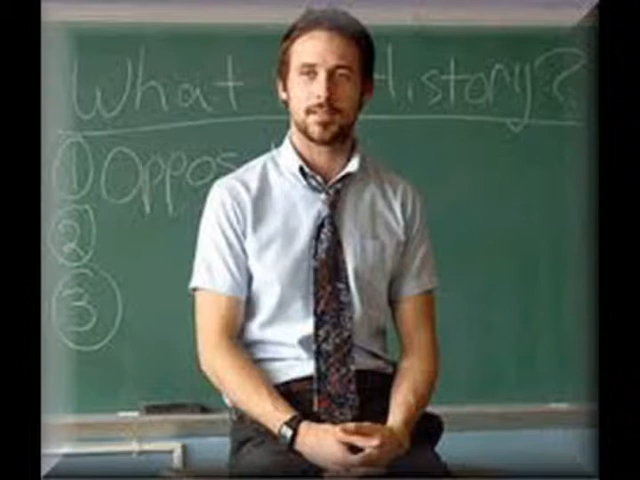 What History?
① Oppos
②
③